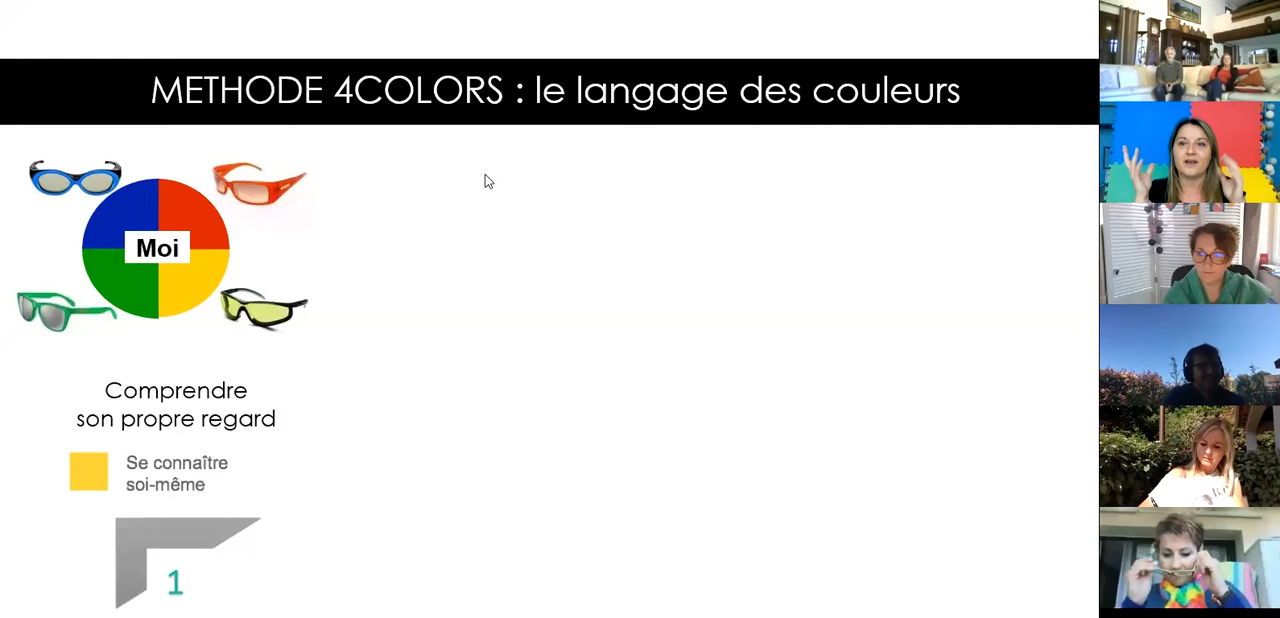 METHODE 4COLORS : le langage des couleurs
Moi
Comprendre
son propre regard
Se connaître
soi-même
1